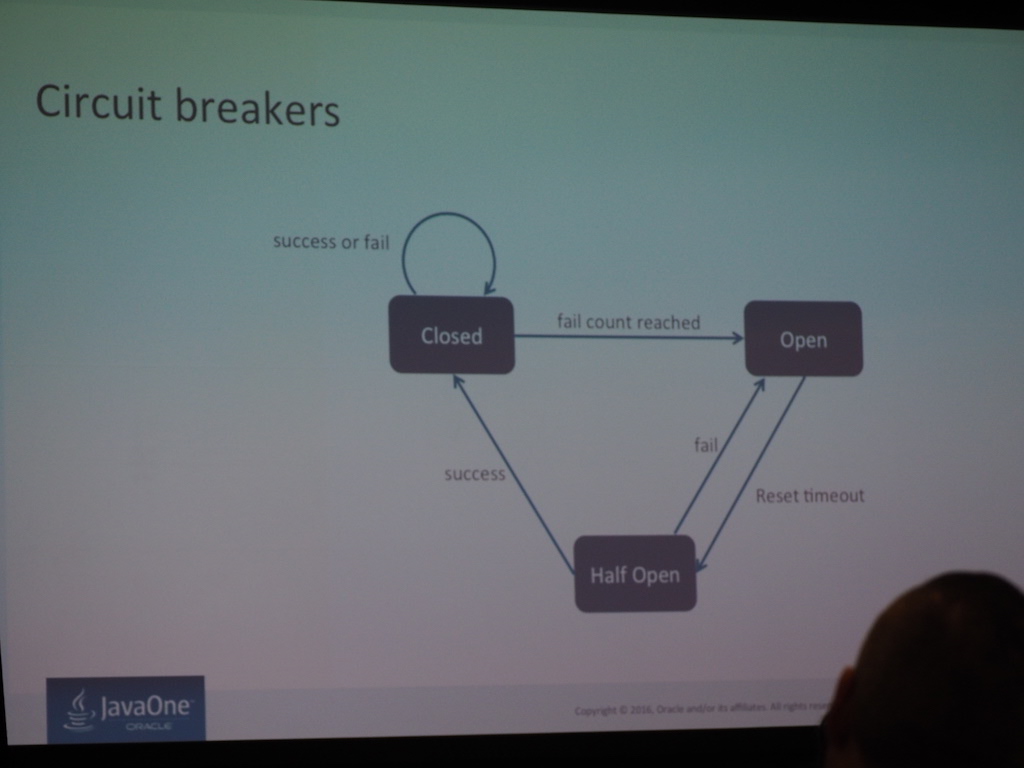 Circuit breakers
success or fail
Closed
fail count reached
Open
fail
success
Reset timeout
Half Open
JavaOne
ORACLE
Copyright © 2016, Oracle and/or its affiliates. All rights